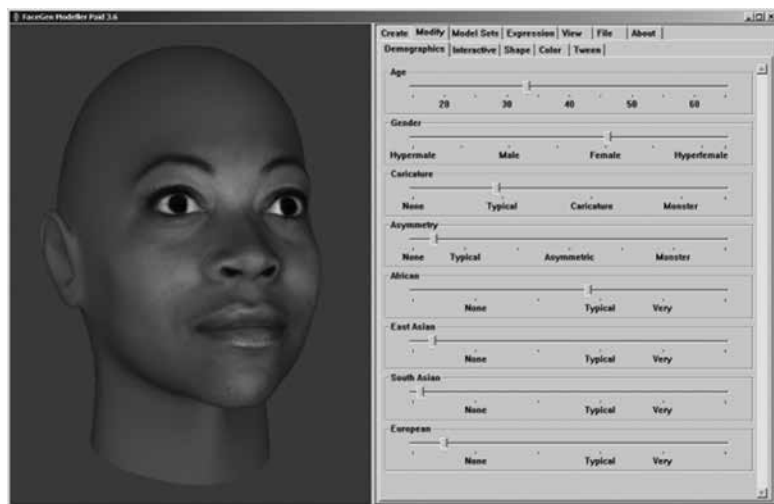 FaceGen Modeller Paid 3.6
Create Modify Model Sets Expression View File About
Demographics Interactive Shape Color Tween
Age
20 30 40 50 60
Gender
Hypermale Male Female Hyperfemale
Caricature
None Typical Caricature Monster
Asymmetry
None Typical Asymmetric Monster
African
None Typical Very
East Asian
None Typical Very
South Asian
None Typical Very
European
None Typical Very